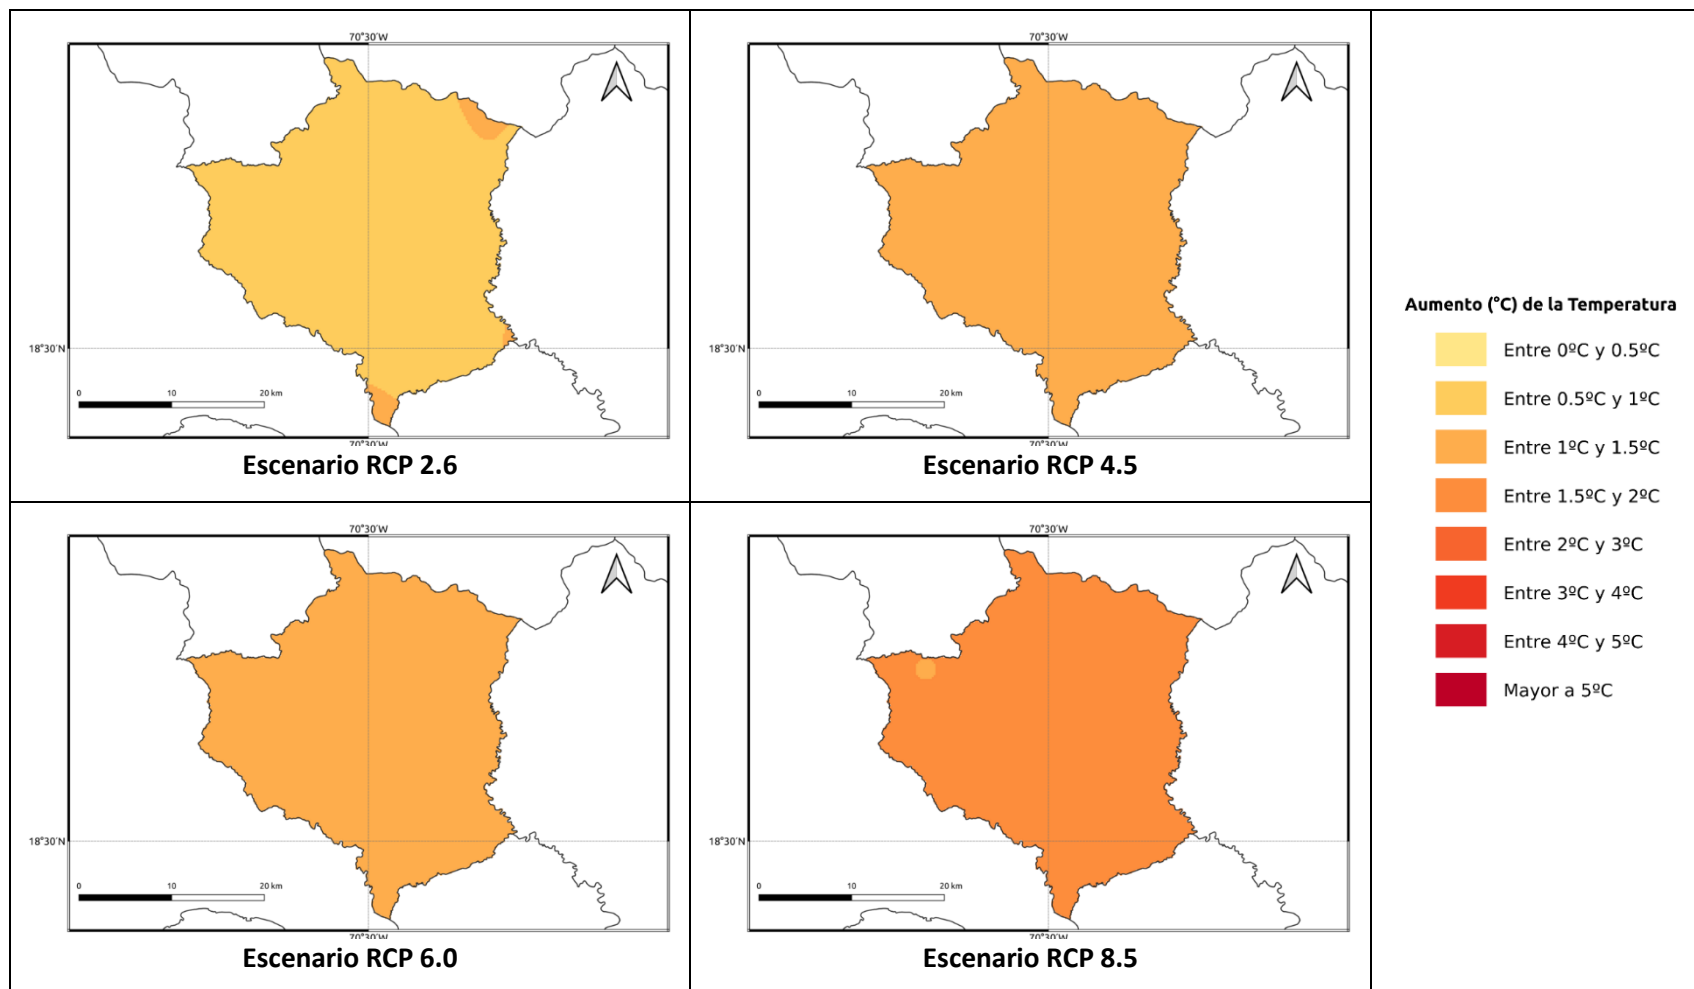 70°30'W
18°30'N
0 10 20 km
70°30'W
Escenario RCP 2.6
70°30'W
18°30'N
0 10 20 km
70°30'W
Escenario RCP 4.5
70°30'W
18°30'N
0 10 20 km
70°30'W
Escenario RCP 6.0
70°30'W
18°30'N
0 10 20 km
70°30'W
Escenario RCP 8.5
Aumento (°C) de la Temperatura
Entre 0ºC y 0.5ºC
Entre 0.5ºC y 1ºC
Entre 1ºC y 1.5ºC
Entre 1.5ºC y 2ºC
Entre 2ºC y 3ºC
Entre 3ºC y 4ºC
Entre 4ºC y 5ºC
Mayor a 5ºC